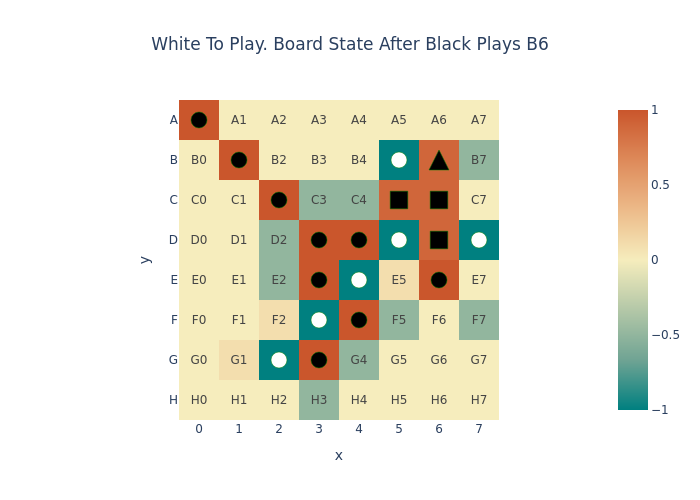 White To Play. Board State After Black Plays B6
A A1 A2 A3 A4 A5 A6 A7
B B0 B2 B3 B4 B7
C C0 C1 C3 C4 C7
D D0 D1 D2
E E0 E1 E2 E5 E7
F F0 F1 F2 F5 F6 F7
G G0 G1 G4 G5 G6 G7
H H0 H1 H2 H3 H4 H5 H6 H7
0 1 2 3 4 5 6 7
x
y
1
0.5
0
−0.5
−1